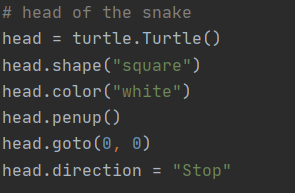 # head of the snake
head = turtle.Turtle()
head.shape("square")
head.color("white")
head.penup()
head.goto(0, 0)
head.direction = "Stop"